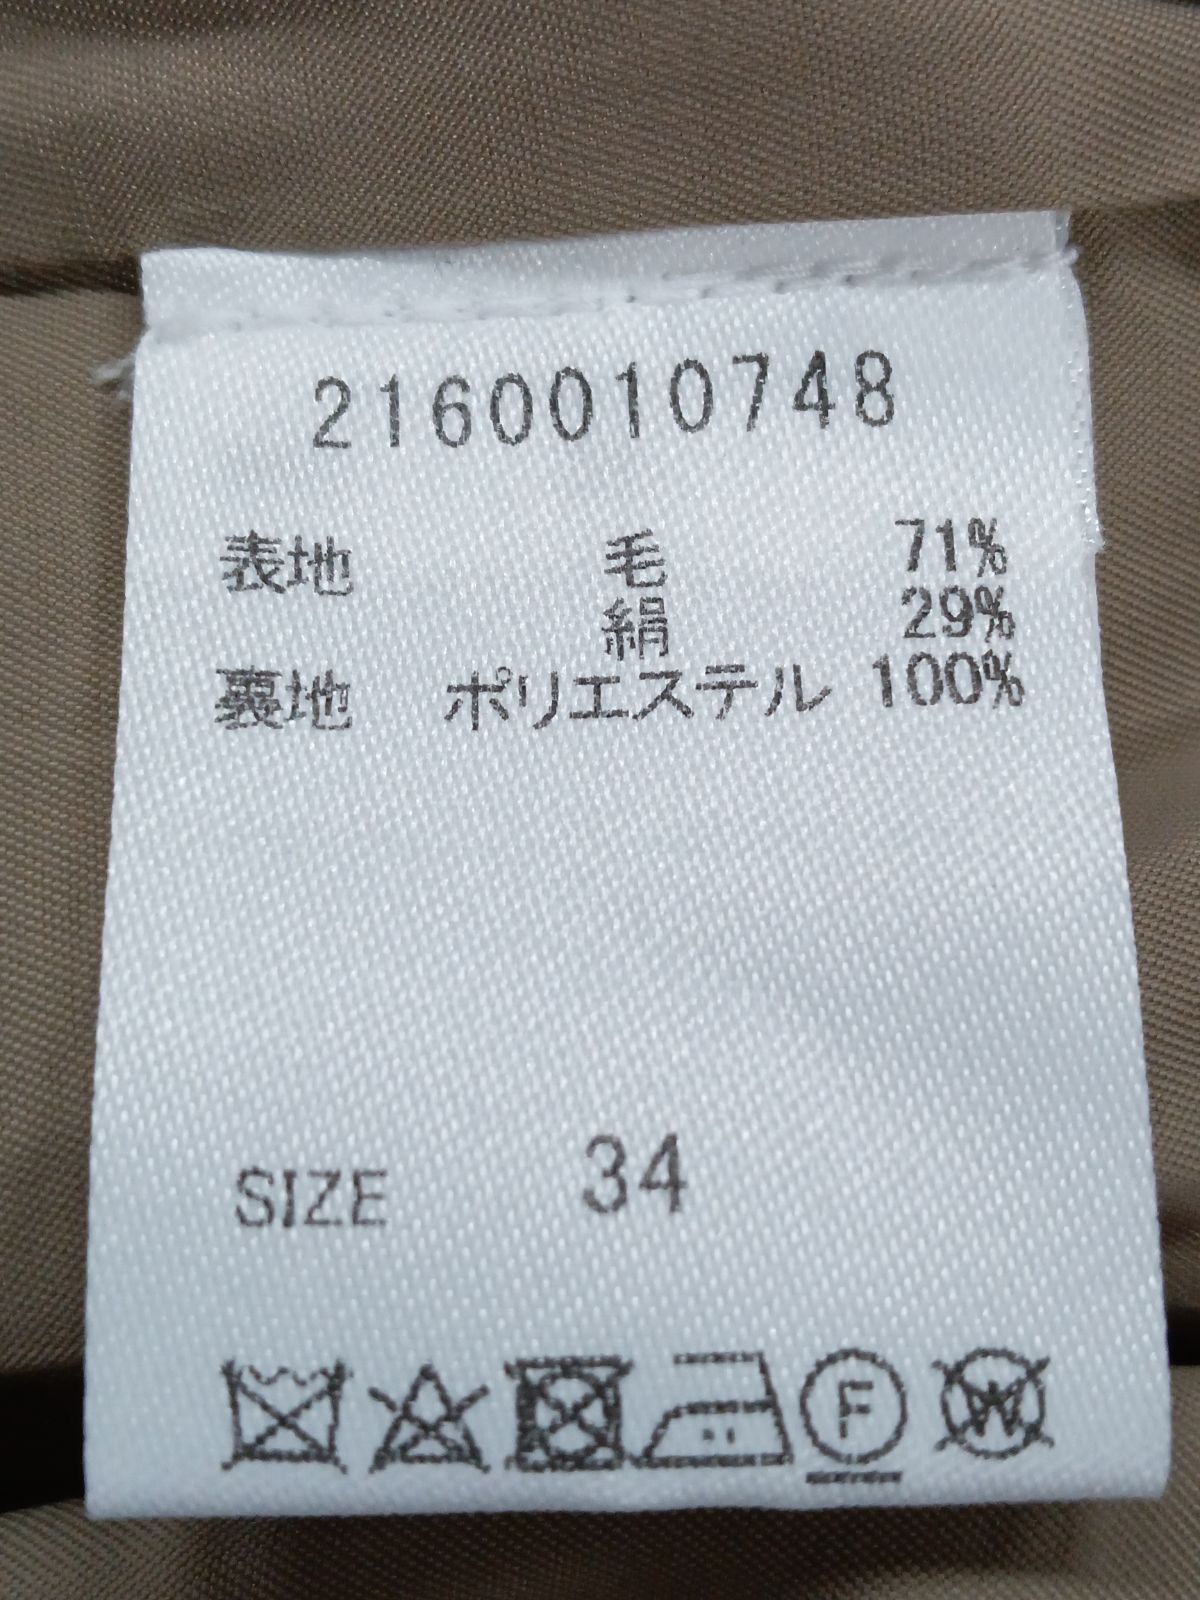 2160010748
表地 毛 71%
絹 29%
裏地 ポリエステル 100%
SIZE 34
F W